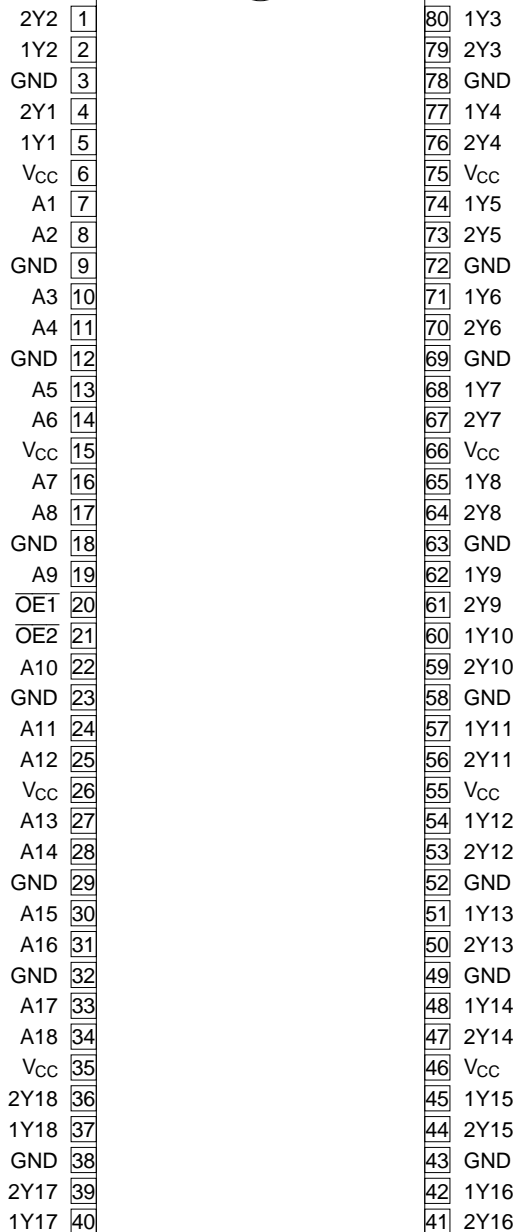 2Y2 1 80 1Y3
1Y2 2 79 2Y3
GND 3 78 GND
2Y1 4 77 1Y4
1Y1 5 76 2Y4
VCC 6 75 VCC
A1 7 74 1Y5
A2 8 73 2Y5
GND 9 72 GND
A3 10 71 1Y6
A4 11 70 2Y6
GND 12 69 GND
A5 13 68 1Y7
A6 14 67 2Y7
VCC 15 66 VCC
A7 16 65 1Y8
A8 17 64 2Y8
GND 18 63 GND
A9 19 62 1Y9
OE1 20 61 2Y9
OE2 21 60 1Y10
A10 22 59 2Y10
GND 23 58 GND
A11 24 57 1Y11
A12 25 56 2Y11
VCC 26 55 VCC
A13 27 54 1Y12
A14 28 53 2Y12
GND 29 52 GND
A15 30 51 1Y13
A16 31 50 2Y13
GND 32 49 GND
A17 33 48 1Y14
A18 34 47 2Y14
VCC 35 46 VCC
2Y18 36 45 1Y15
1Y18 37 44 2Y15
GND 38 43 GND
2Y17 39 42 1Y16
1Y17 40 41 2Y16